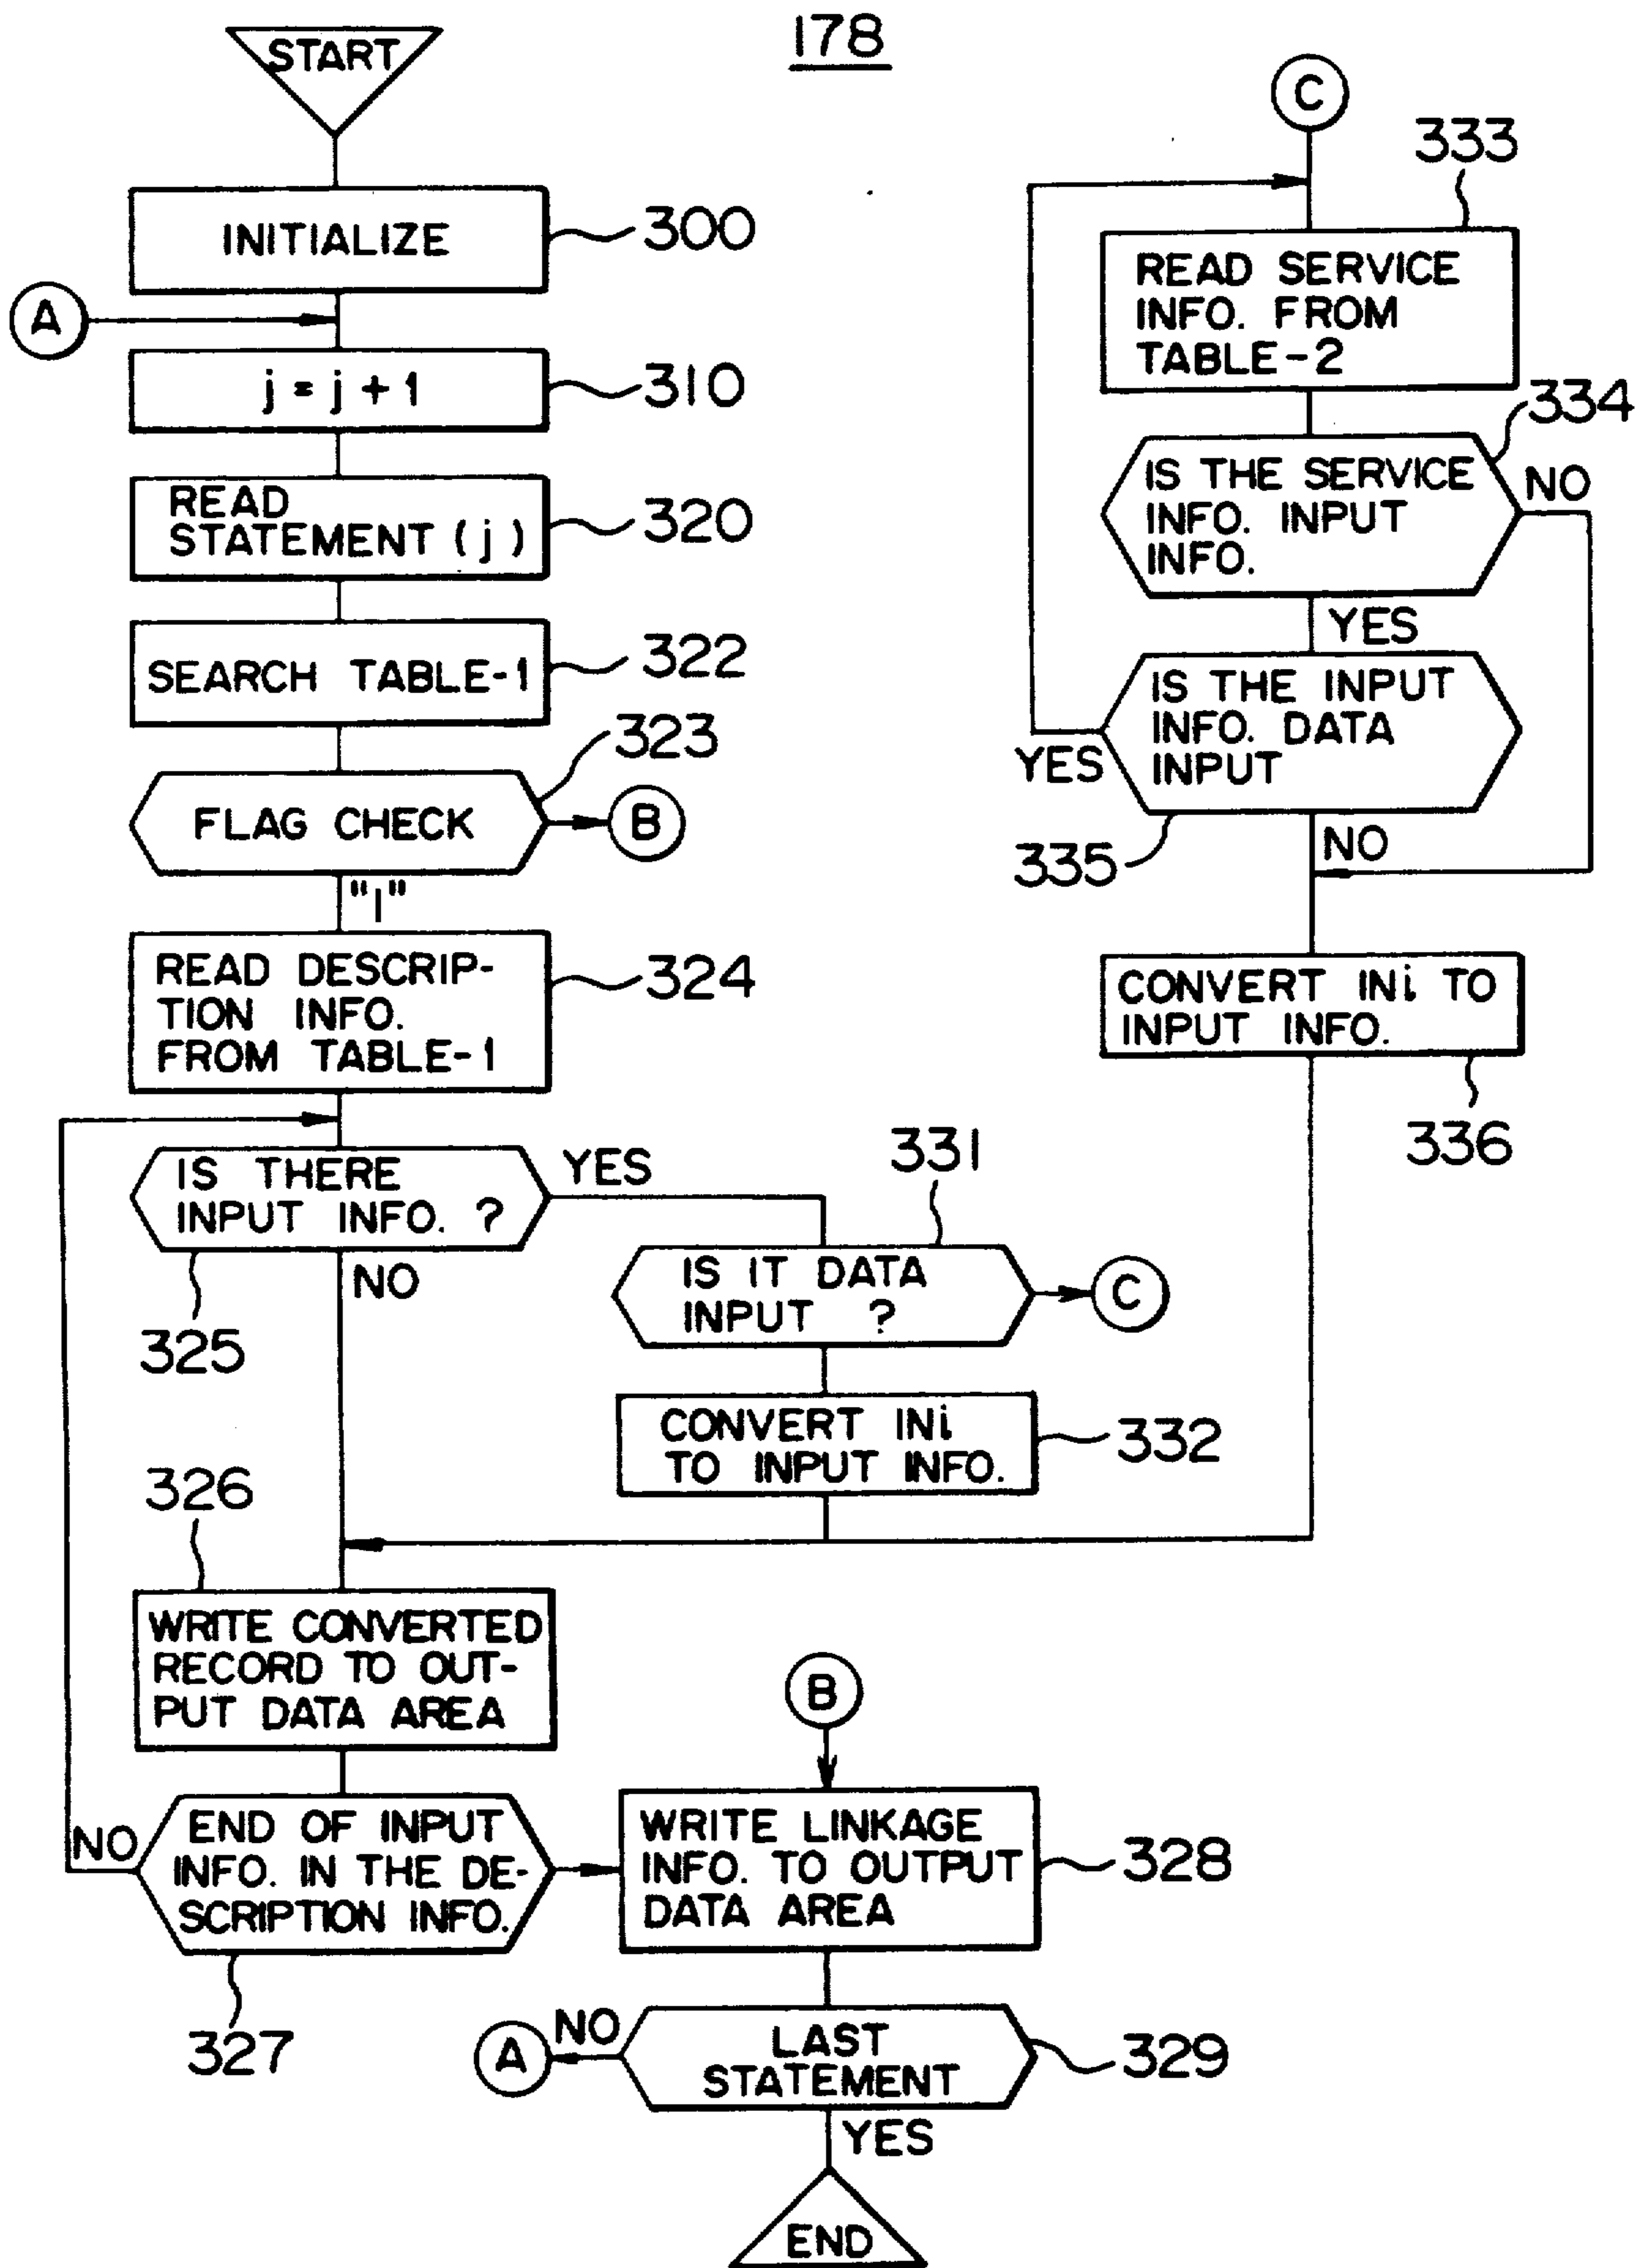 178
START
INITIALIZE
300
A
j = j + 1
310
READ
STATEMENT (j)
320
SEARCH TABLE-1
322
323
FLAG CHECK
B
"1"
READ DESCRIP-
TION INFO.
FROM TABLE-1
324
IS THERE
INPUT INFO. ?
YES
NO
325
331
IS IT DATA
INPUT ?
C
CONVERT INi
TO INPUT INFO.
332
326
WRITE CONVERTED
RECORD TO OUT-
PUT DATA AREA
END OF INPUT
INFO. IN THE DE-
SCRIPTION INFO.
NO
327
B
WRITE LINKAGE
INFO. TO OUTPUT
DATA AREA
328
LAST
STATEMENT
329
NO
A
YES
END
C
333
READ SERVICE
INFO. FROM
TABLE-2
334
IS THE SERVICE
INFO. INPUT
INFO.
NO
YES
IS THE INPUT
INFO. DATA
INPUT
YES
335
NO
CONVERT INi TO
INPUT INFO.
336